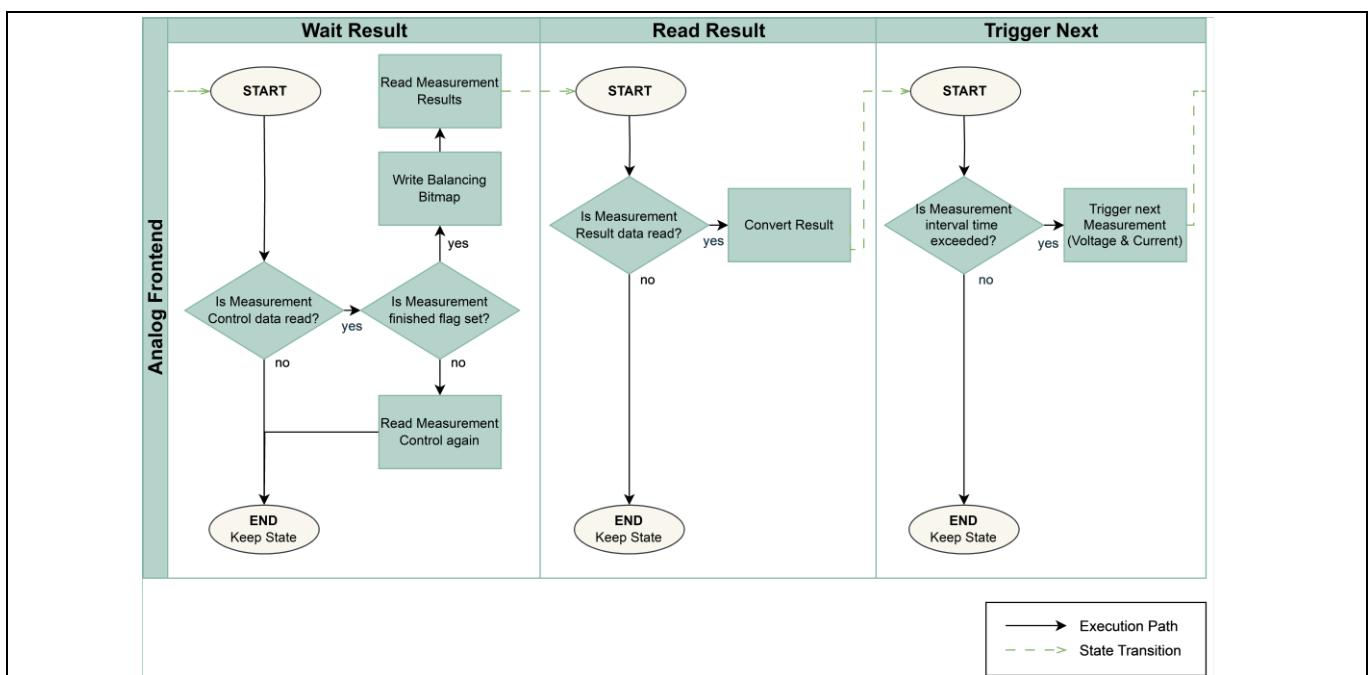 Analog Frontend
Wait Result
Read Result
Trigger Next
START
Read Measurement
Results
Write Balancing
Bitmap
yes
Is Measurement
Control data read?
yes
Is Measurement
finished flag set?
no
no
Read Measurement
Control again
END
Keep State
START
Is Measurement
Result data read?
yes
Convert Result
no
END
Keep State
START
Is Measurement
interval time
exceeded?
yes
Trigger next
Measurement
(Voltage & Current)
no
END
Keep State
Execution Path
State Transition